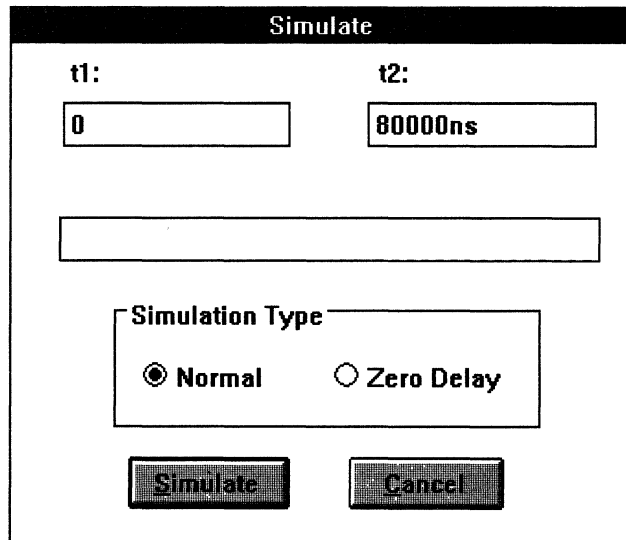 Simulate
t1: t2:
0 80000ns
Simulation Type
Normal Zero Delay
Simulate Cancel